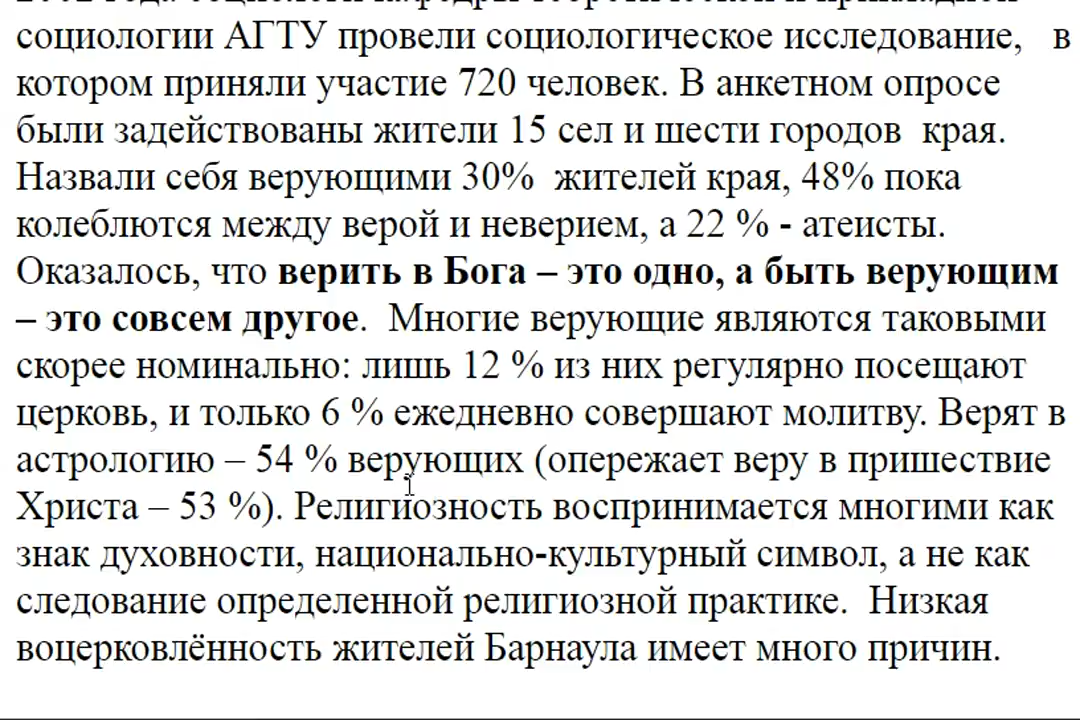 социологии АГТУ провели социологическое исследование, в
котором приняли участие 720 человек. В анкетном опросе
были задействованы жители 15 сел и шести городов края.
Назвали себя верующими 30% жителей края, 48% пока
колеблются между верой и неверием, а 22 % - атеисты.
Оказалось, что верить в Бога – это одно, а быть верующим
– это совсем другое. Многие верующие являются таковыми
скорее номинально: лишь 12 % из них регулярно посещают
церковь, и только 6 % ежедневно совершают молитву. Верят в
астрологию – 54 % верующих (опережает веру в пришествие
Христа – 53 %). Религиозность воспринимается многими как
знак духовности, национально-культурный символ, а не как
следование определенной религиозной практике. Низкая
воцерковлённость жителей Барнаула имеет много причин.